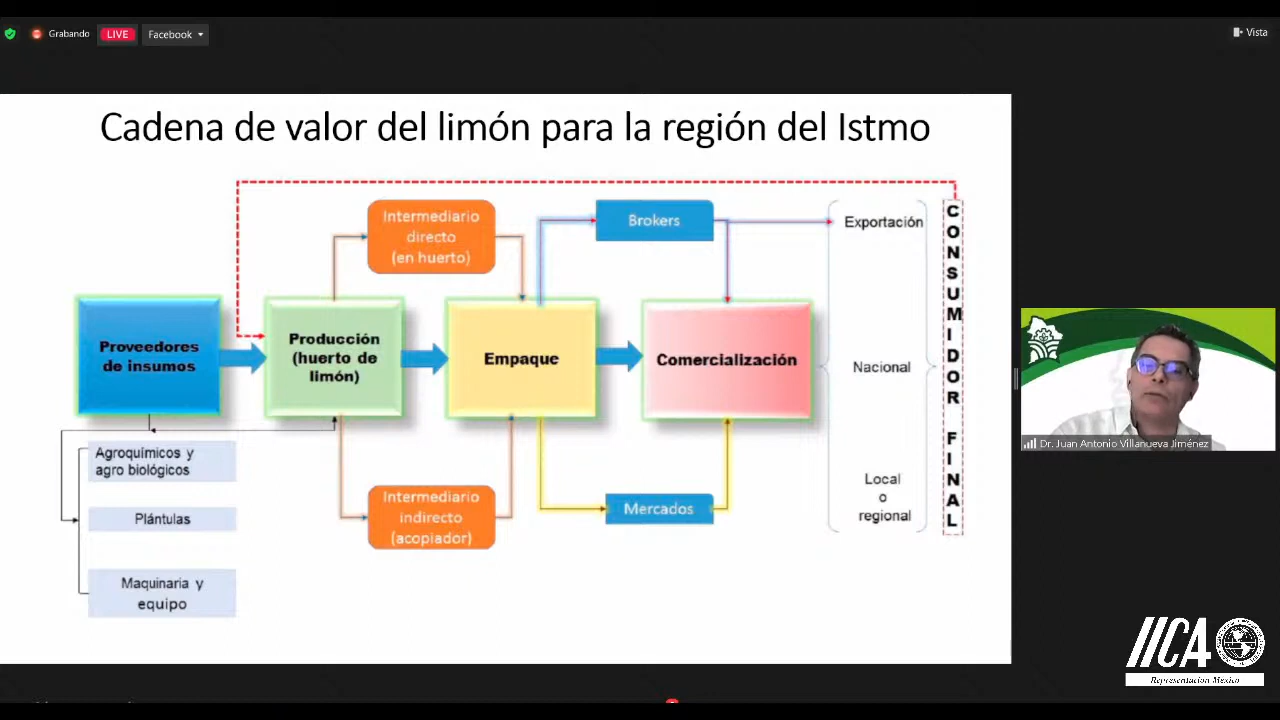 Grabando
LIVE
Facebook
Vista
Cadena de valor del limón para la región del Istmo
Intermediario
directo
(en huerto)
Brokers
Exportación
Proveedores
de insumos
Producción
(huerto de
limón)
Empaque
Comercialización
Nacional
Agroquímicos y
agro biológicos
Plántulas
Maquinaria y
equipo
Intermediario
indirecto
(acopiador)
Mercados
Local
o
regional
CONSUMIDOR FINAL
Dr. Juan Antonio Villanueva Jiménez
IICA
Representación México